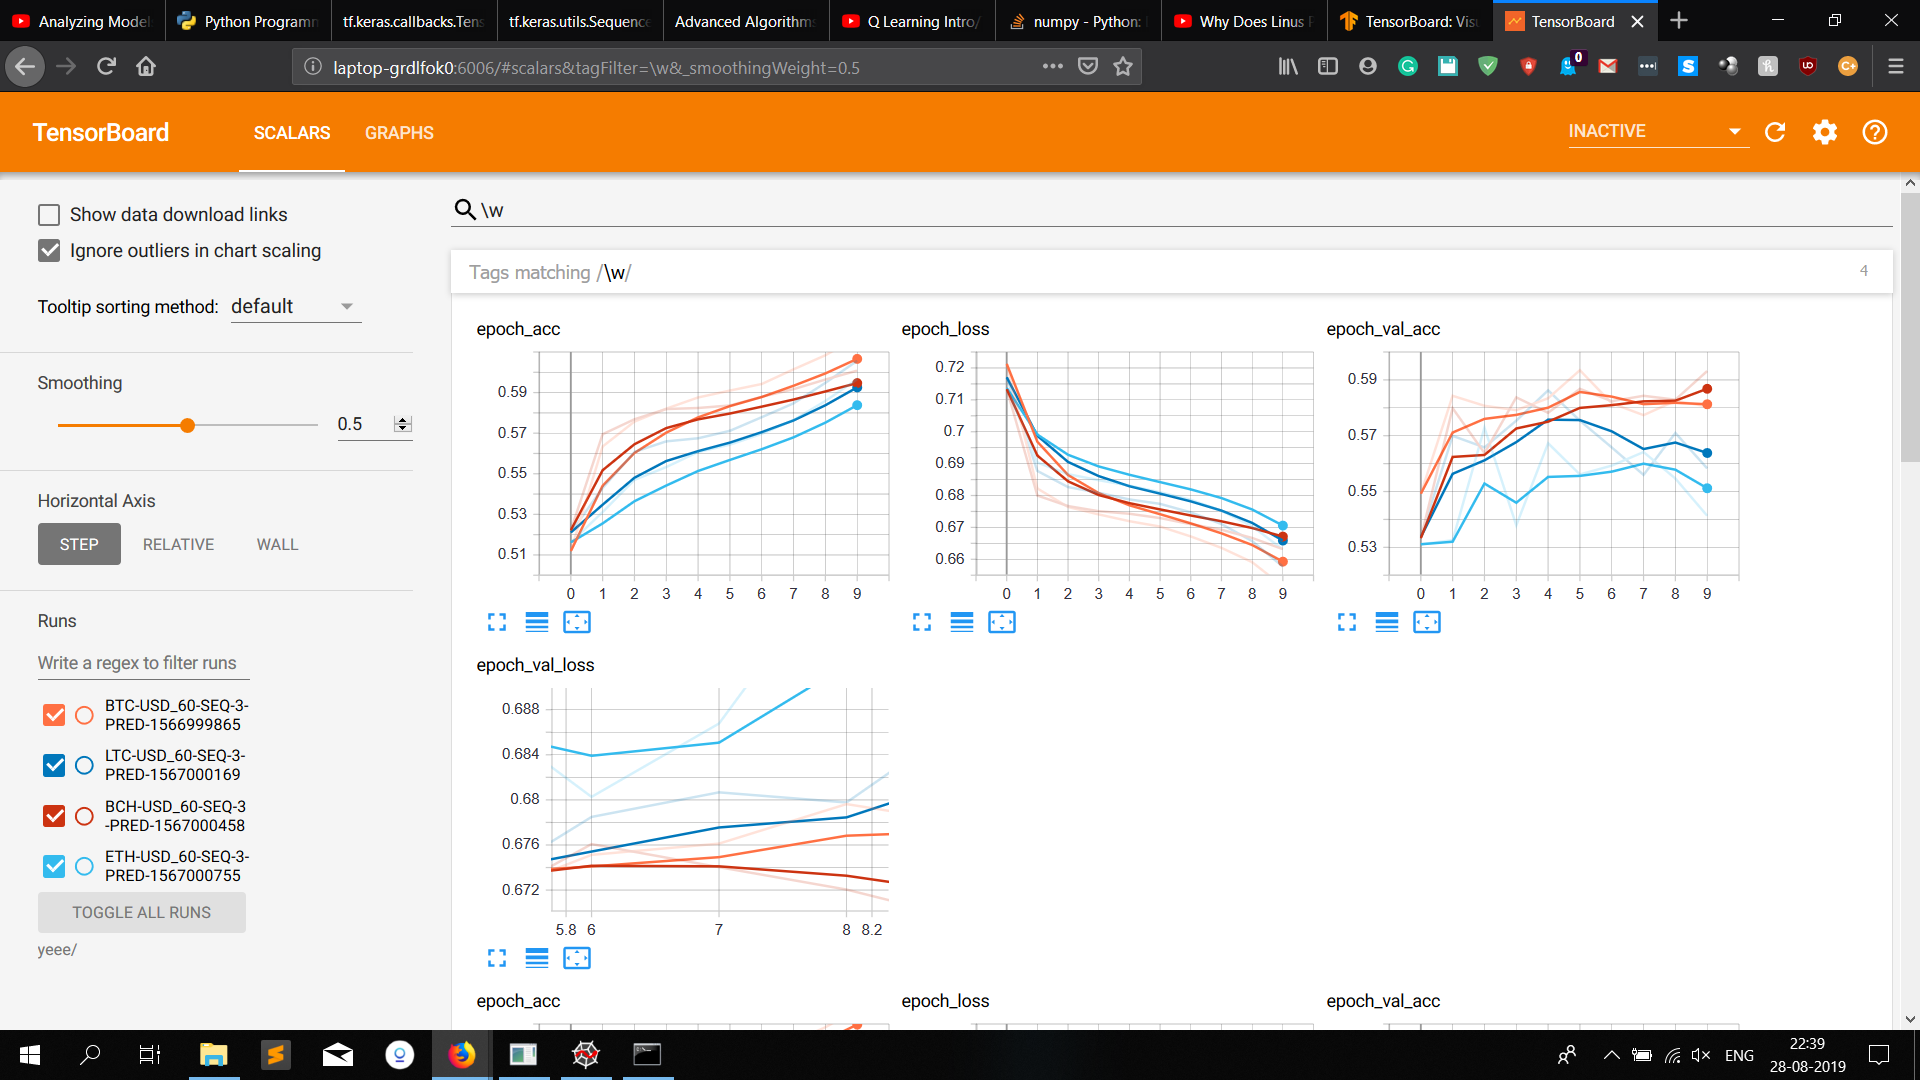 Analyzing Model
Python Programm
tf.keras.callbacks.Tens
tf.keras.utils.Sequence
Advanced Algorithms
Q Learning Intro/
numpy - Python:
Why Does Linus P
TensorBoard: Visu
TensorBoard
laptop-grdlfok0:6006/#scalars&tagFilter=\w&_smoothingWeight=0.5
0
TensorBoard
SCALARS
GRAPHS
INACTIVE
Show data download links
Ignore outliers in chart scaling
Tooltip sorting method: default
Smoothing
0.5
Horizontal Axis
STEP RELATIVE WALL
Runs
Write a regex to filter runs
BTC-USD_60-SEQ-3-
PRED-1566999865
LTC-USD_60-SEQ-3-
PRED-1567000169
BCH-USD_60-SEQ-3
-PRED-1567000458
ETH-USD_60-SEQ-3-
PRED-1567000755
TOGGLE ALL RUNS
yeee/
\w
Tags matching /\w/
4
epoch_acc
0.59
0.57
0.55
0.53
0.51
0 1 2 3 4 5 6 7 8 9
epoch_loss
0.72
0.71
0.7
0.69
0.68
0.67
0.66
0 1 2 3 4 5 6 7 8 9
epoch_val_acc
0.59
0.57
0.55
0.53
0 1 2 3 4 5 6 7 8 9
epoch_val_loss
0.688
0.684
0.68
0.676
0.672
5.8 6 7 8 8.2
epoch_acc
epoch_loss
epoch_val_acc
ENG
22:39
28-08-2019